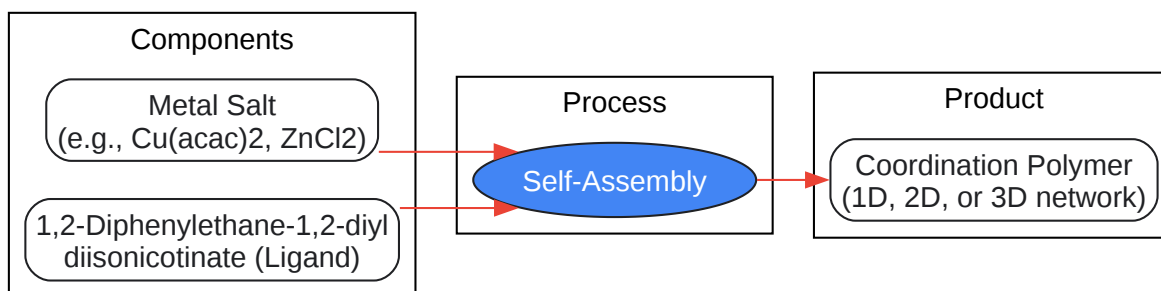 Components
Metal Salt
(e.g., Cu(acac)2, ZnCl2)
1,2-Diphenylethane-1,2-diyl
diisonicotinate (Ligand)
Process
Self-Assembly
Product
Coordination Polymer
(1D, 2D, or 3D network)